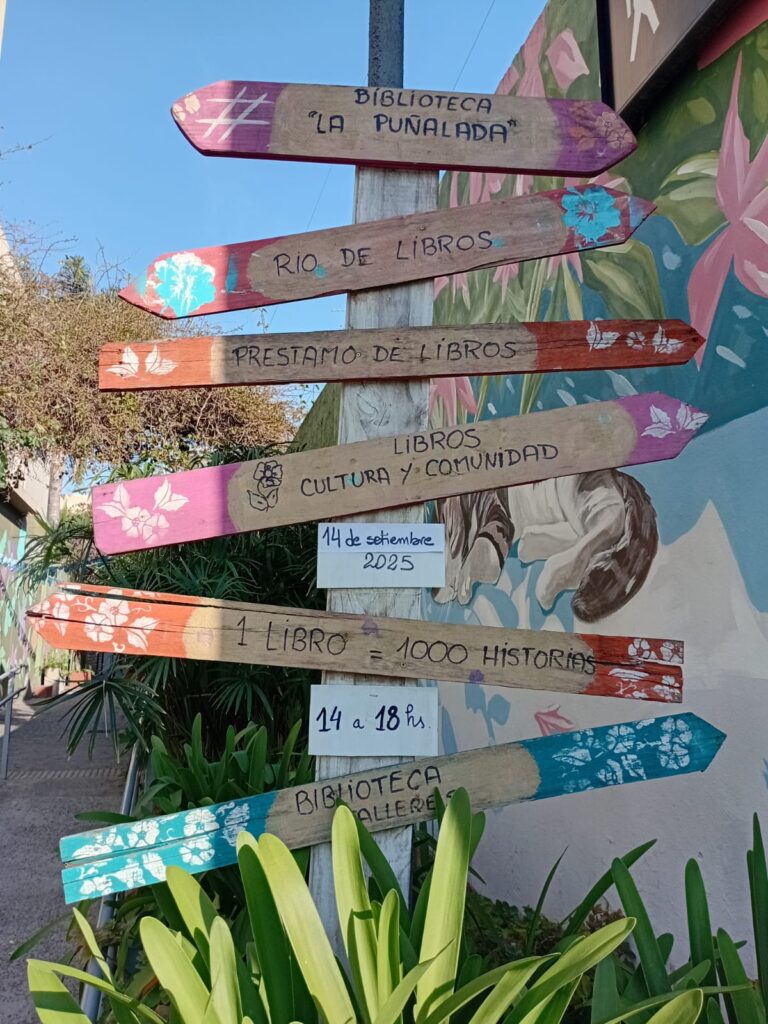 #
BIBLIOTECA
"LA PUÑALADA"
RIO DE LIBROS
PRESTAMO DE LIBROS
LIBROS
CULTURA Y COMUNIDAD
14 de setiembre
2025
1 LIBRO = 1000 HISTORIAS
14 a 18 hs.
BIBLIOTECA
ALLERES